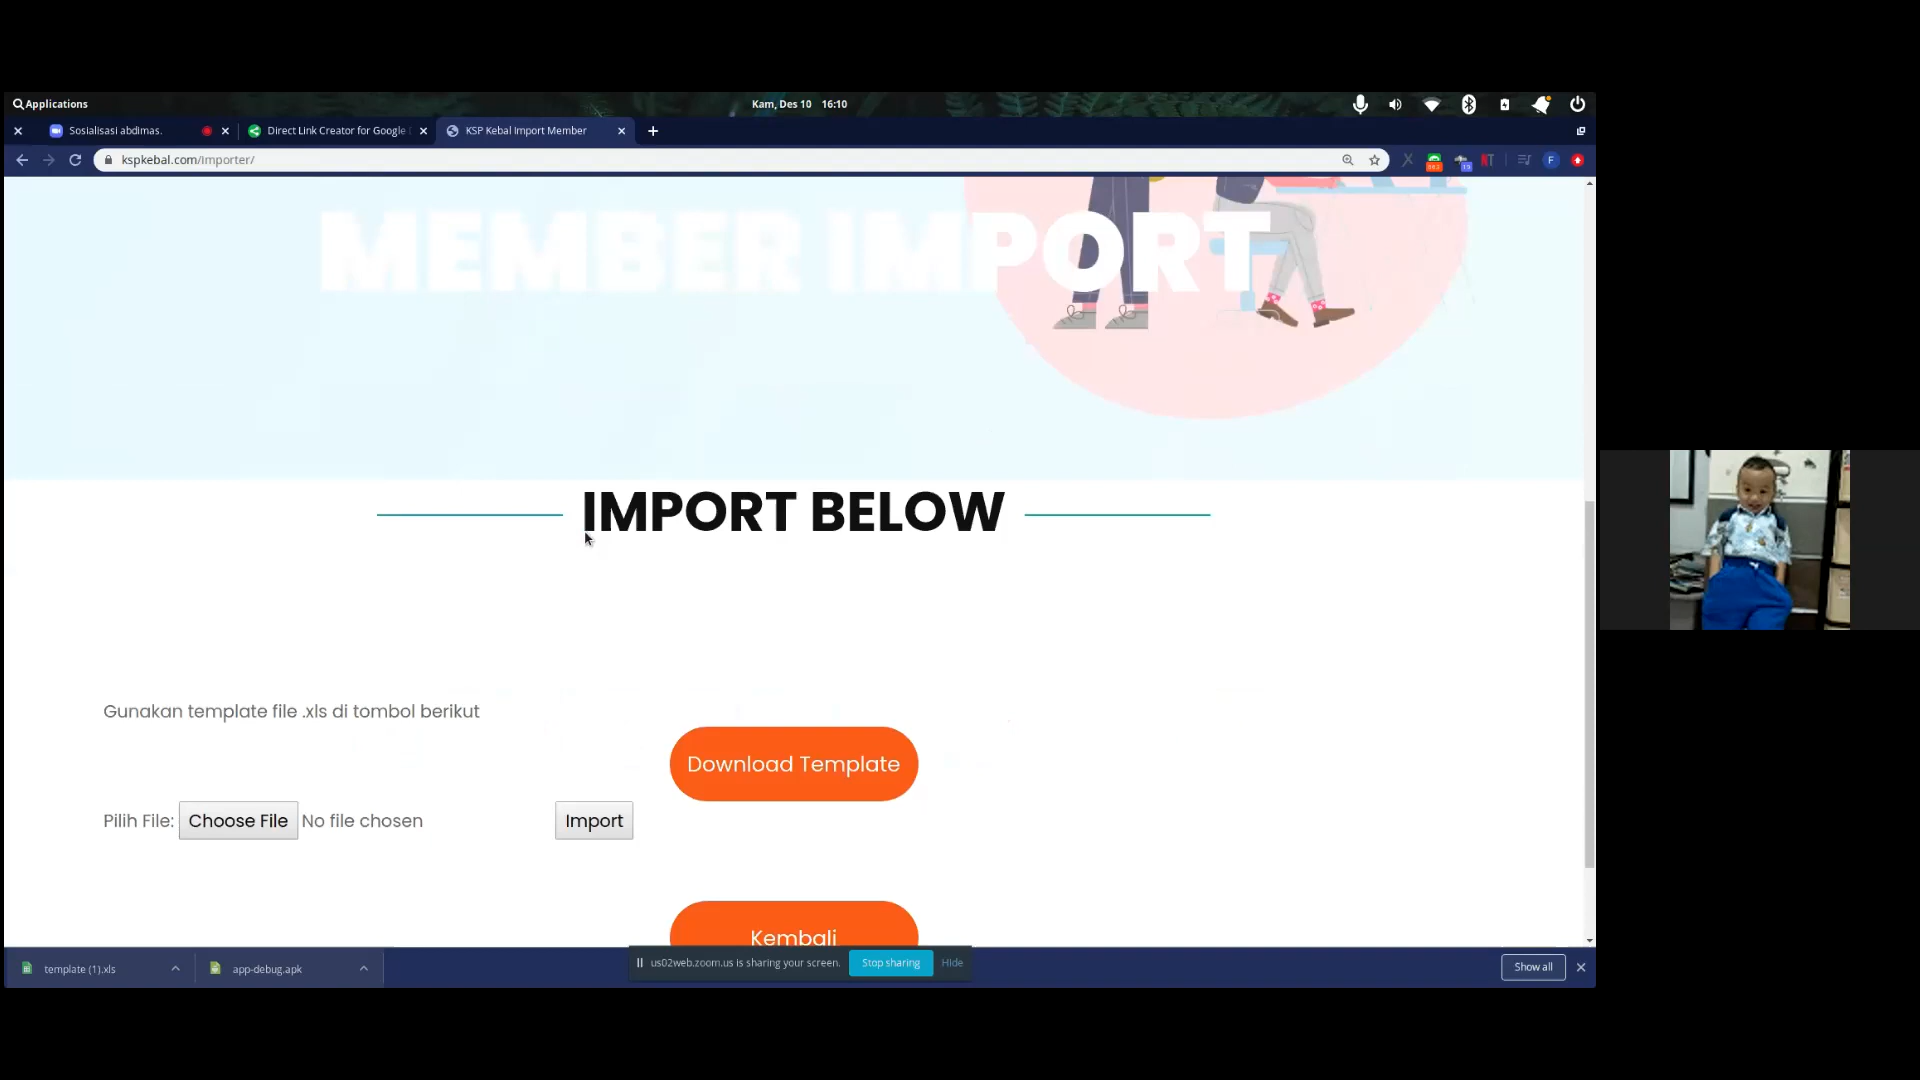 Applications
Kam, Des 10 16:10
Sosialisasi abdimas.
Direct Link Creator for Google
KSP Kebal Import Member
kspkebal.com/importer/
MEMBER IMPORT
IMPORT BELOW
Gunakan template file .xls di tombol berikut
Download Template
Pilih File: Choose File No file chosen Import
Kembali
template (1).xls
app-debug.apk
us02web.zoom.us is sharing your screen. Stop sharing Hide
Show all